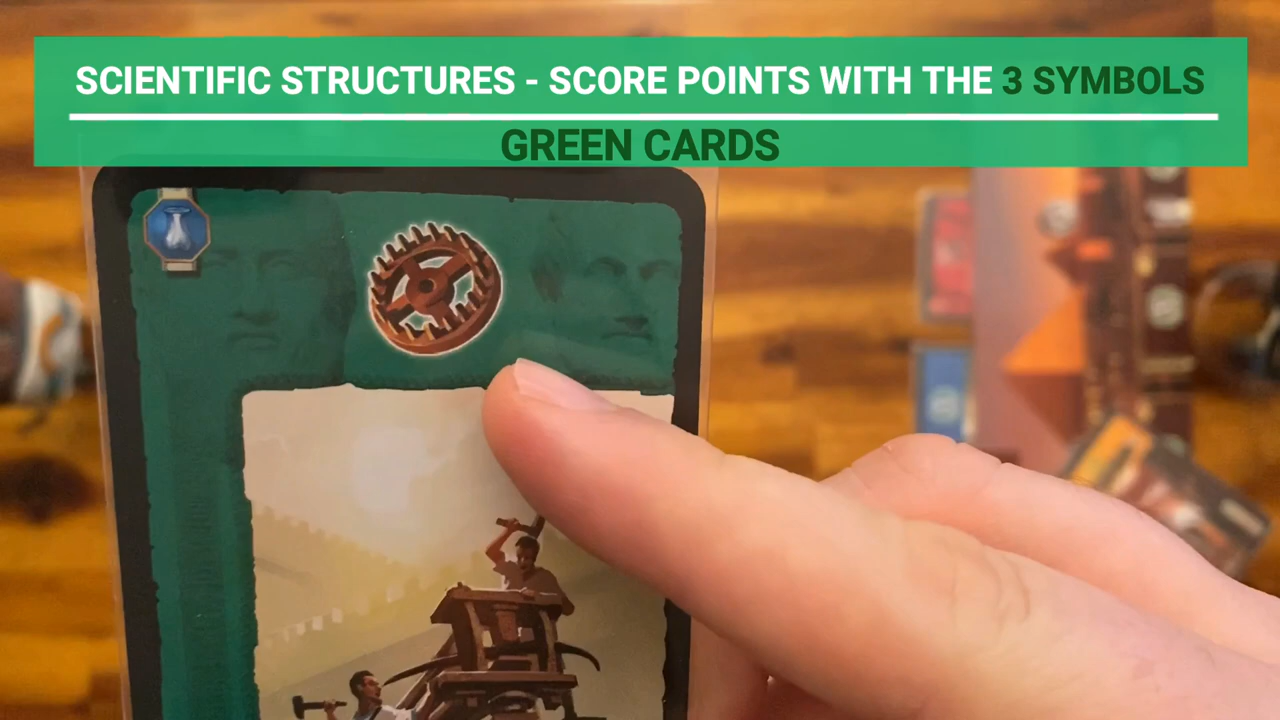 SCIENTIFIC STRUCTURES - SCORE POINTS WITH THE 3 SYMBOLS
GREEN CARDS